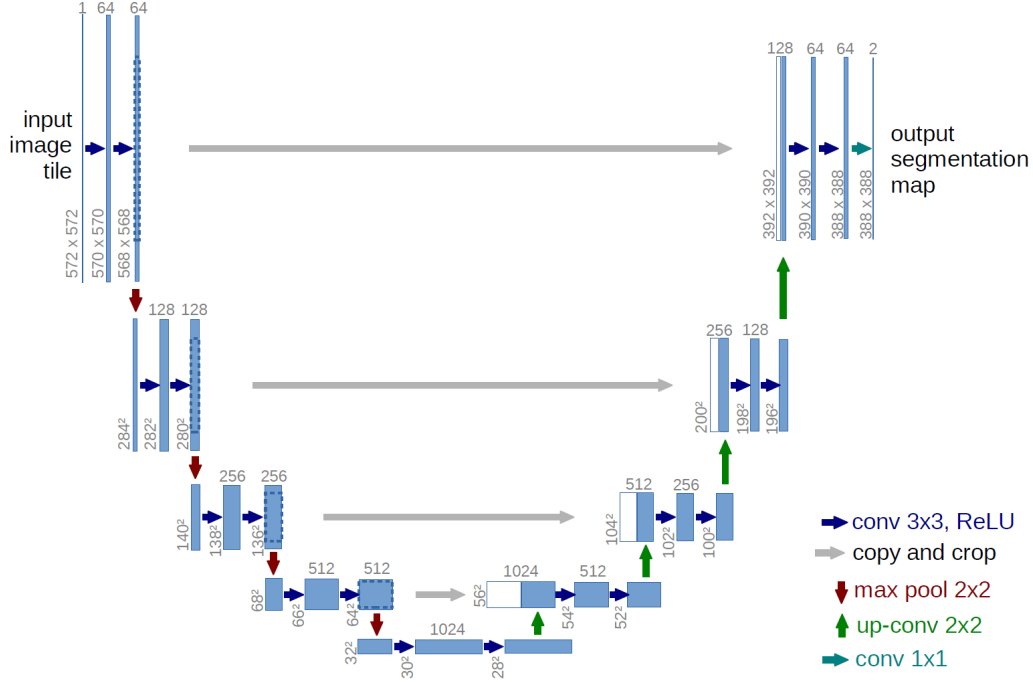 1 64 64
input
image
tile
572 x 572
570 x 570
568 x 568
128 64 64 2
output
segmentation
map
392 x 392
390 x 390
388 x 388
388 x 388
128 128
284²
282²
280²
256 128
200²
198²
196²
256 256
140²
138²
136²
512 256
104²
102²
100²
512 512
68²
66²
64²
1024 512
56²
54²
52²
1024
32²
30²
28²
conv 3x3, ReLU
copy and crop
max pool 2x2
up-conv 2x2
conv 1x1